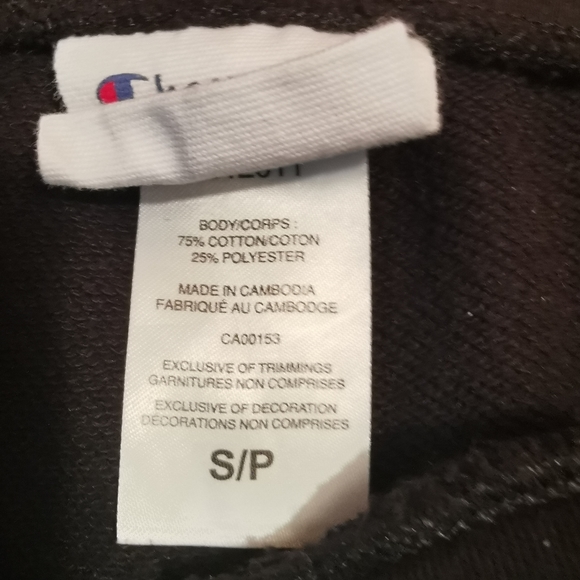 BODY/CORPS :
75% COTTON/COTON
25% POLYESTER
MADE IN CAMBODIA
FABRIQUÉ AU CAMBODGE
CA00153
EXCLUSIVE OF TRIMMINGS
GARNITURES NON COMPRISES
EXCLUSIVE OF DECORATION
DÉCORATIONS NON COMPRISES
S/P